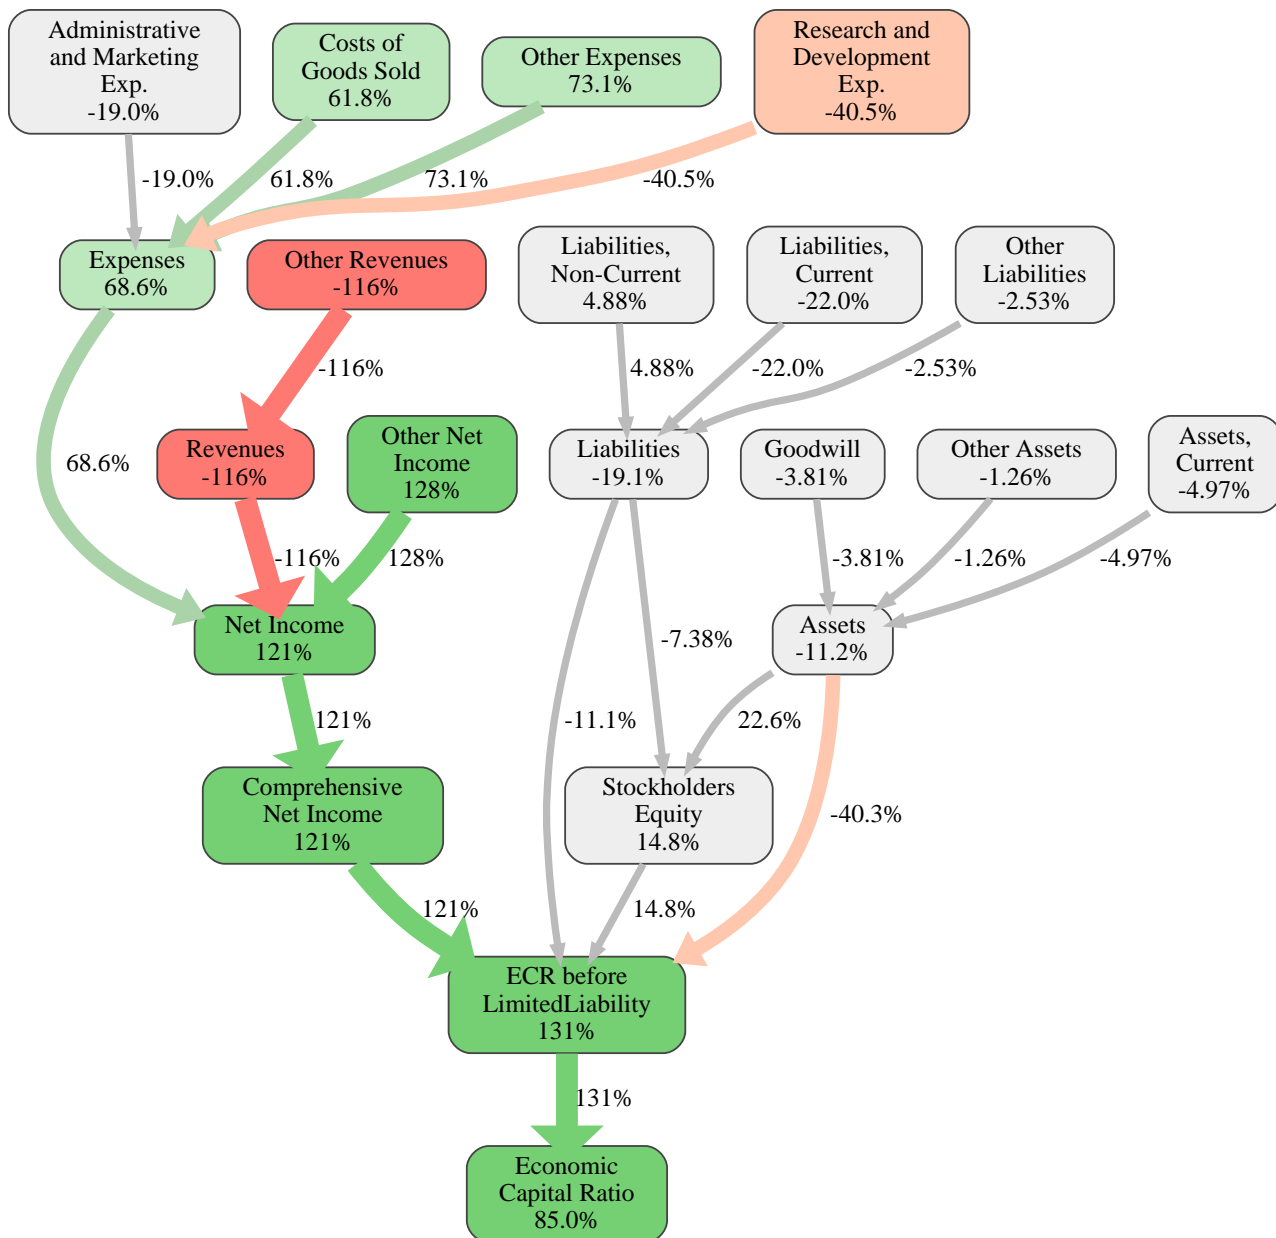 Administrative
and Marketing
Exp.
-19.0%
Costs of
Goods Sold
61.8%
Other Expenses
73.1%
Research and
Development
Exp.
-40.5%
-19.0%
61.8%
73.1%
-40.5%
Expenses
68.6%
Other Revenues
-116%
Liabilities,
Non-Current
4.88%
Liabilities,
Current
-22.0%
Other
Liabilities
-2.53%
-116%
4.88%
-22.0%
-2.53%
68.6%
Revenues
-116%
Other Net
Income
128%
Liabilities
-19.1%
Goodwill
-3.81%
Other Assets
-1.26%
Assets,
Current
-4.97%
-116%
128%
-3.81%
-1.26%
-4.97%
Net Income
121%
-7.38%
Assets
-11.2%
121%
-11.1%
22.6%
Comprehensive
Net Income
121%
Stockholders
Equity
14.8%
-40.3%
121%
14.8%
ECR before
LimitedLiability
131%
131%
Economic
Capital Ratio
85.0%